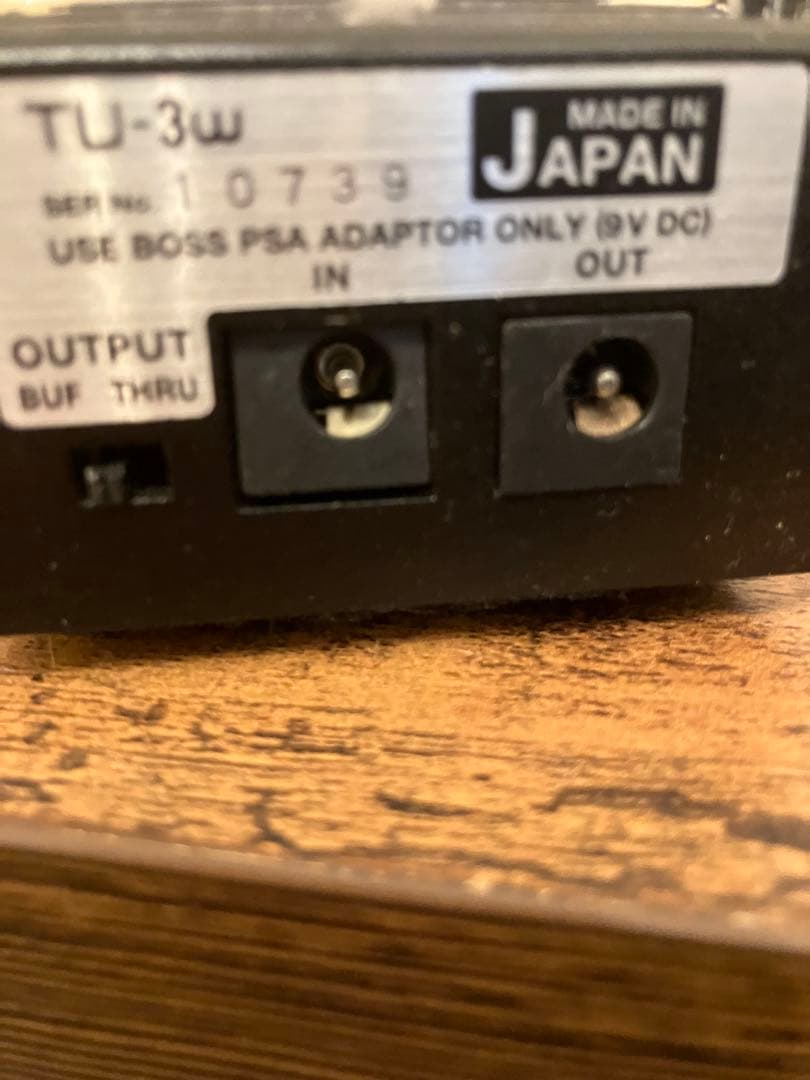 TU-3w
MADE IN
JAPAN
SER No. 10739
USE BOSS PSA ADAPTOR ONLY (9V DC)
IN
OUT
OUTPUT
BUF THRU